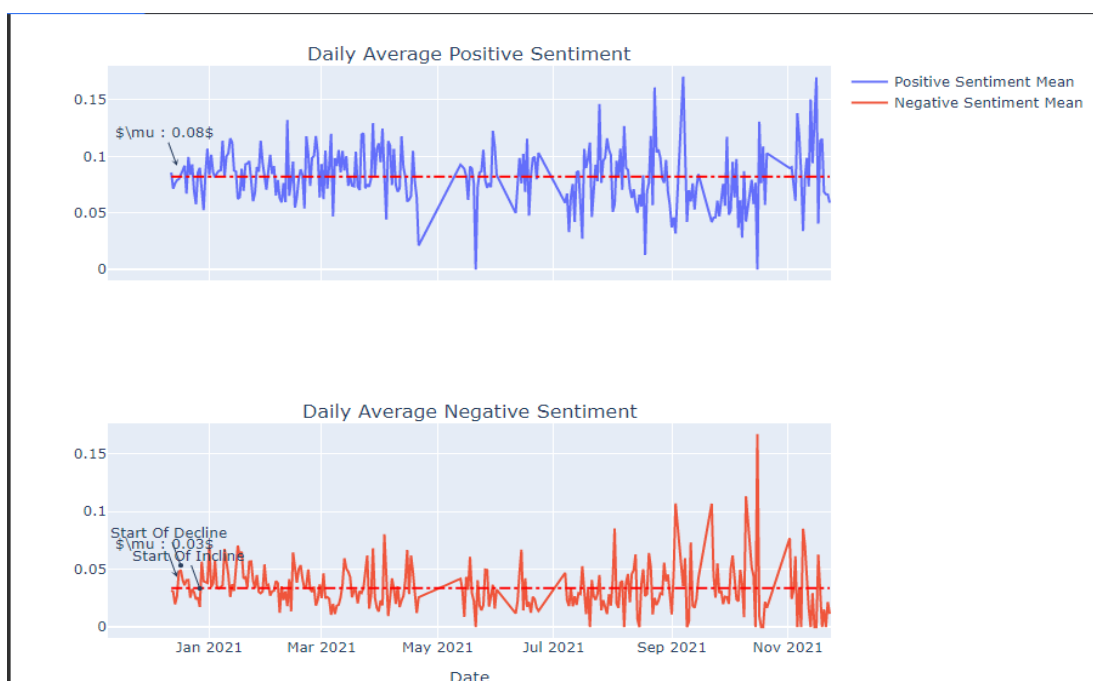 Daily Average Positive Sentiment
Positive Sentiment Mean
Negative Sentiment Mean
0.15
$\mu : 0.08$
0.1
0.05
0
Daily Average Negative Sentiment
0.15
0.1
Start Of Decline
$\mu : 0.03$
Start Of Incline
0.05
0
Jan 2021 Mar 2021 May 2021 Jul 2021 Sep 2021 Nov 2021
Date